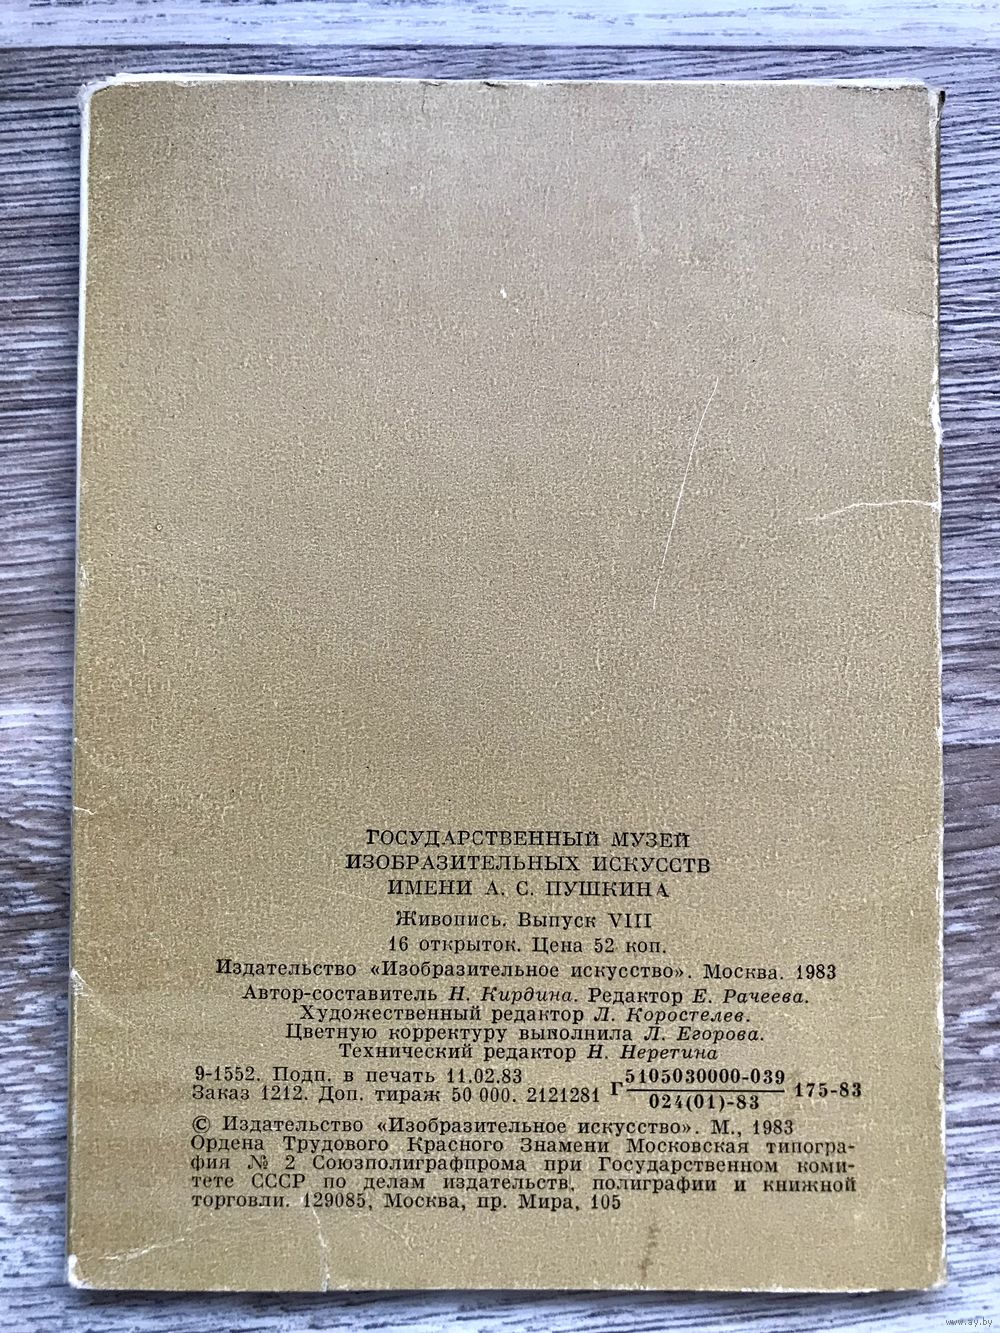 ГОСУДАРСТВЕННЫЙ МУЗЕЙ
ИЗОБРАЗИТЕЛЬНЫХ ИСКУССТВ
ИМЕНИ А. С. ПУШКИНА
Живопись. Выпуск VIII
16 открыток. Цена 52 коп.
Издательство «Изобразительное искусство». Москва. 1983
Автор-составитель Н. Кирдина. Редактор Е. Рачеева.
Художественный редактор Л. Коростелев.
Цветную корректуру выполнила Л. Егорова.
Технический редактор Н. Неретина
9-1552. Подп. в печать 11.02.83
Заказ 1212. Доп. тираж 50 000. 2121281
Г 5105030000-039
024(01)-83
175-83
© Издательство «Изобразительное искусство». М., 1983
Ордена Трудового Красного Знамени Московская типогра-
фия № 2 Союзполиграфпрома при Государственном коми-
тете СССР по делам издательств, полиграфии и книжной
торговли. 129085, Москва, пр. Мира, 105
www.ay.by